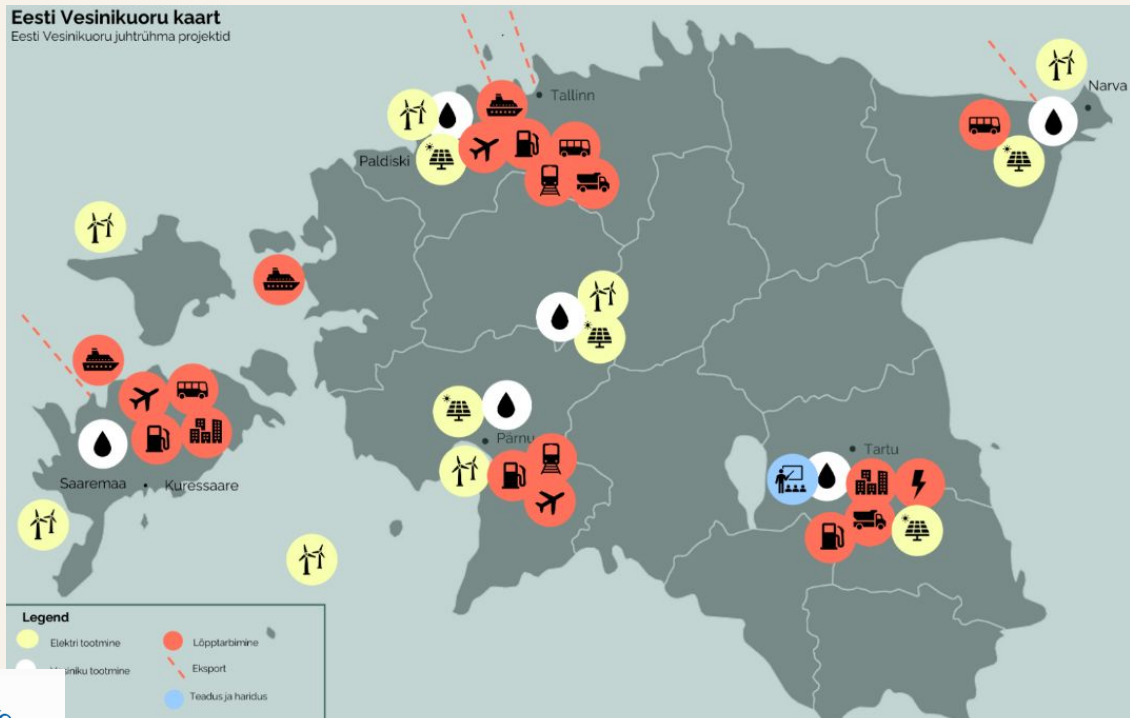 Eesti Vesinikuoru kaart
Eesti Vesinikuoru juhtrühma projektid
Tallinn
Narva
Paldiski
Pärnu
Tartu
Saaremaa
Kuressaare
Legend
Elektri tootmine
Lõpptarbimine
tootmine
Eksport
Teadus ja haridus